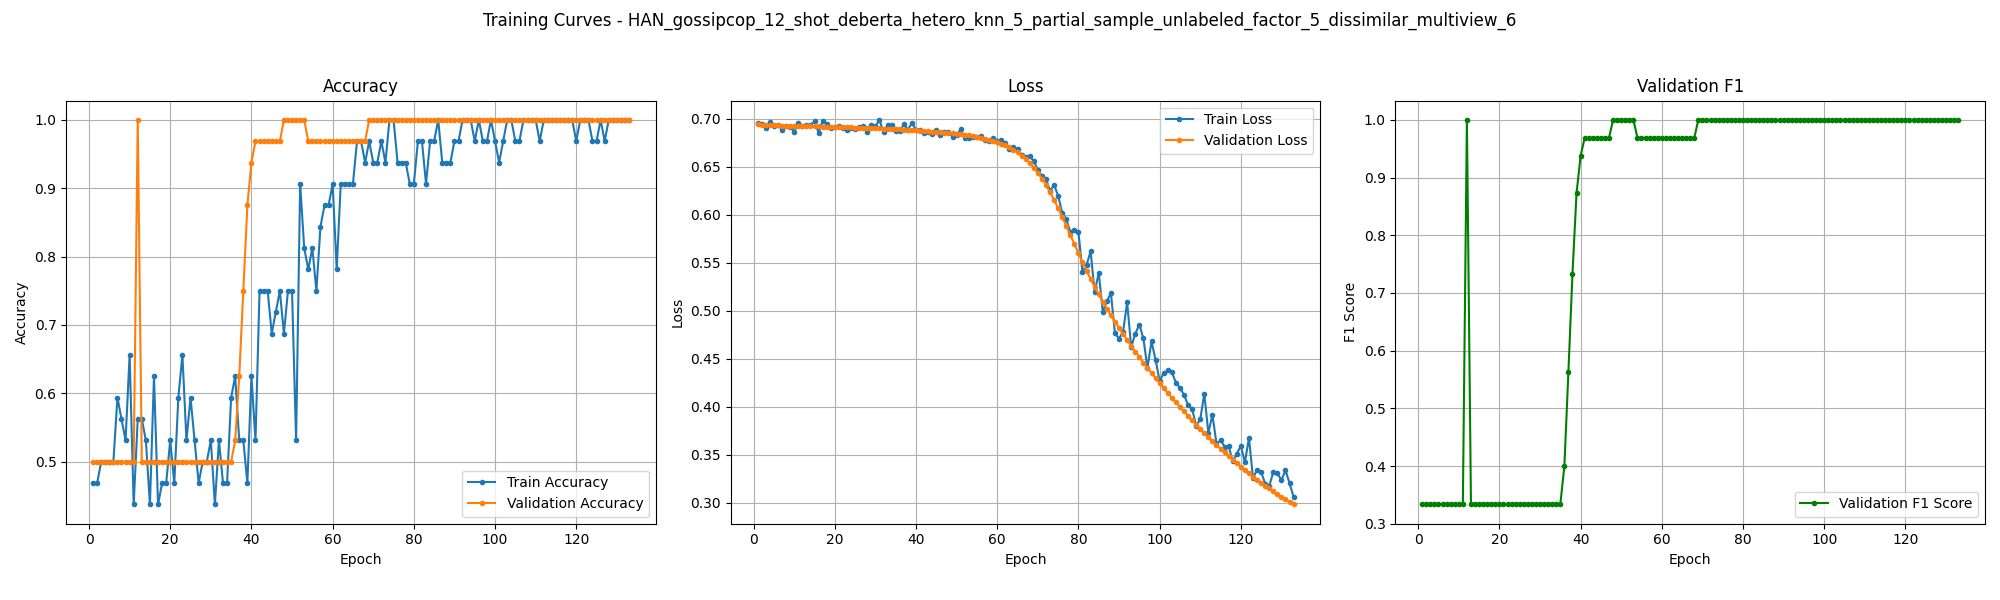 Training Curves - HAN_gossipcop_12_shot_deberta_hetero_knn_5_partial_sample_unlabeled_factor_5_dissimilar_multiview_6
Accuracy
1.0
0.9
0.8
0.7
0.6
0.5
Accuracy
0 20 40 60 80 100 120
Epoch
Train Accuracy
Validation Accuracy
Loss
0.70
0.65
0.60
0.55
0.50
0.45
0.40
0.35
0.30
Loss
0 20 40 60 80 100 120
Epoch
Train Loss
Validation Loss
Validation F1
1.0
0.9
0.8
0.7
0.6
0.5
0.4
0.3
F1 Score
0 20 40 60 80 100 120
Epoch
Validation F1 Score